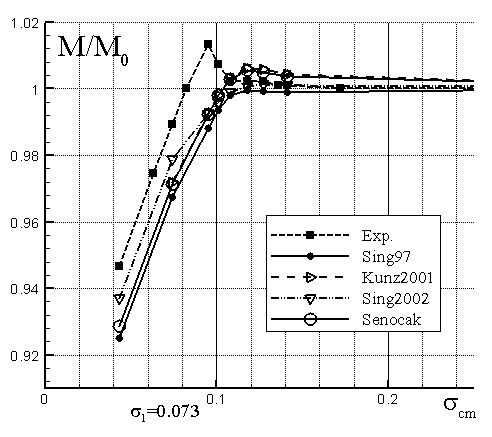 1.02
M/M0
1
0.98
0.96
0.94
0.92
Exp.
Sing97
Kunz2001
Sing2002
Senocak
0
0.1
0.2
σcm
σ1=0.073